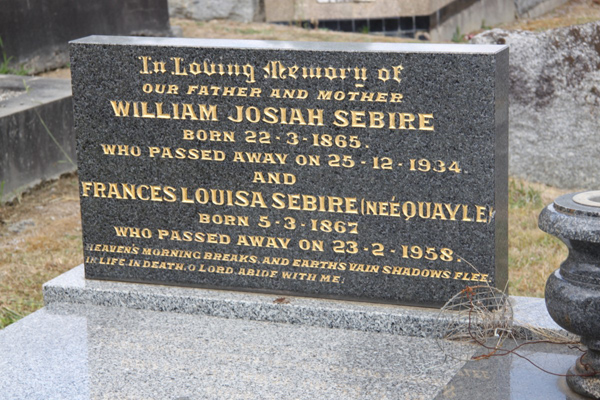 In Loving Memory of
OUR FATHER AND MOTHER
WILLIAM JOSIAH SEBIRE
BORN 22-3-1865.
WHO PASSED AWAY ON 25-12-1934.
AND
FRANCES LOUISA SEBIRE (NEÉ QUAYLE)
BORN 5-3-1867
WHO PASSED AWAY ON 23-2-1958.
HEAVEN'S MORNING BREAKS, AND EARTHS VAIN SHADOWS FLEE,
IN LIFE, IN DEATH, O LORD, ABIDE WITH ME